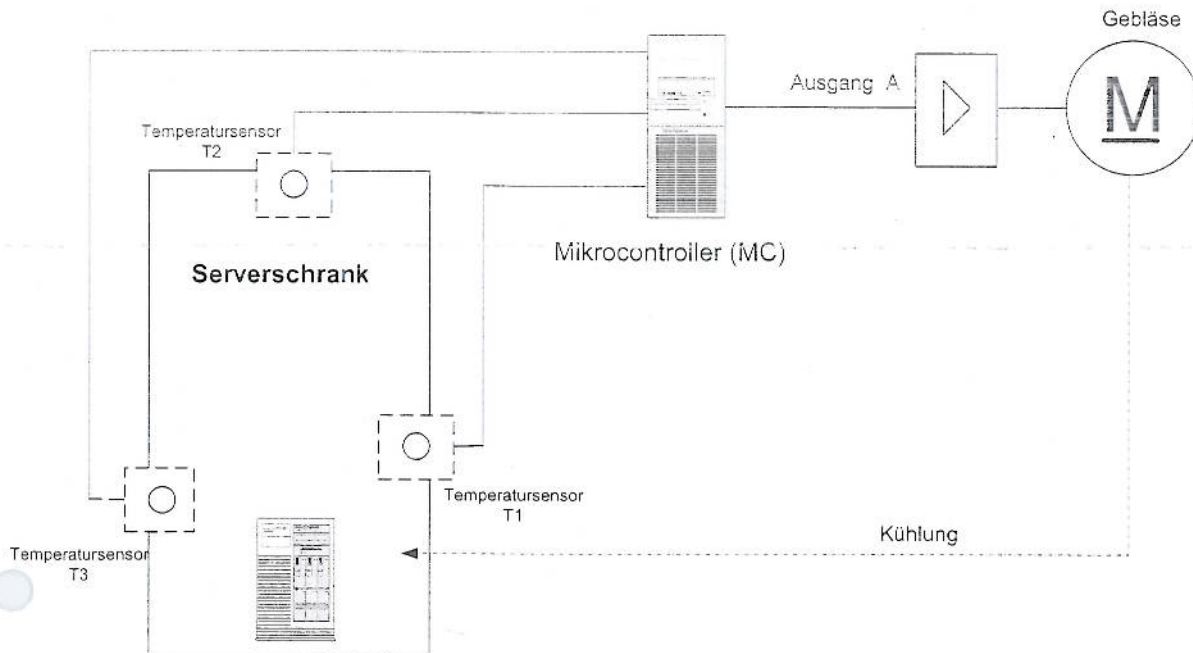 Gebläse
M
Ausgang A
Temperatursensor
T2
Mikrocontroller (MC)
Serverschrank
Temperatursensor
T1
Kühlung
Temperatursensor
T3